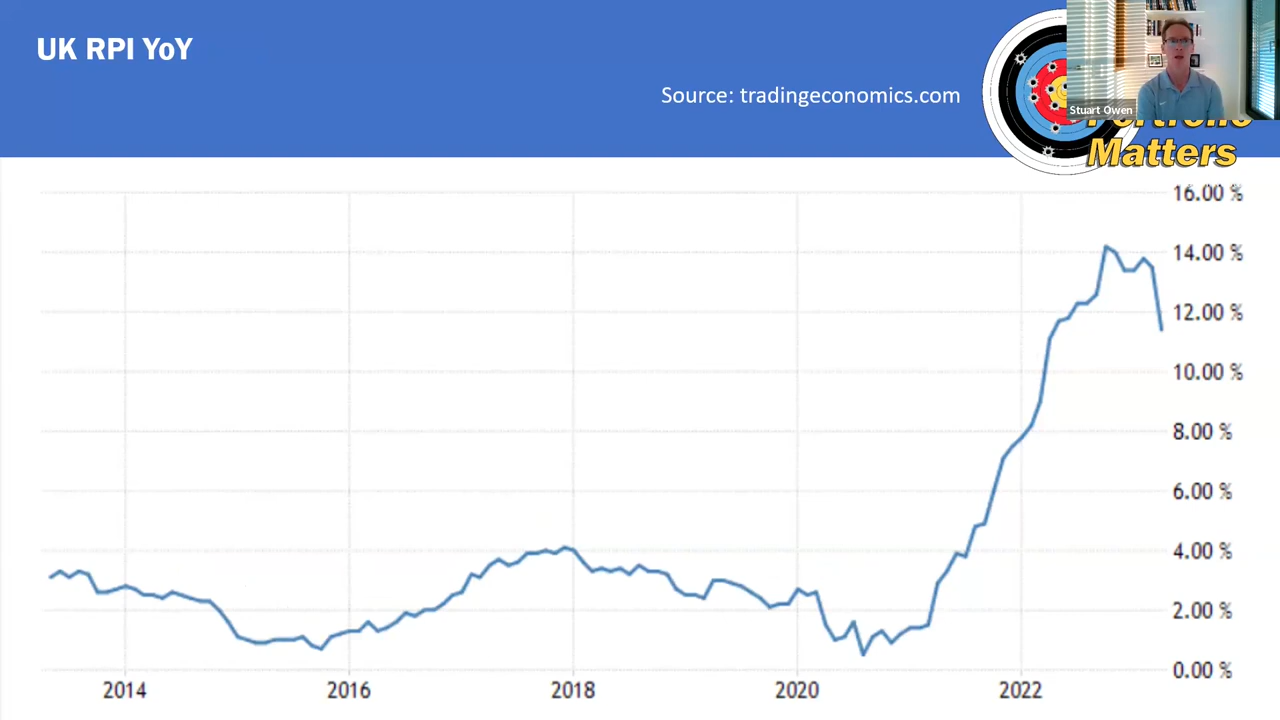 UK RPI YoY
Source: tradingeconomics.com
Stuart Owen
Matters
16.00 %
14.00 %
12.00 %
10.00 %
8.00 %
6.00 %
4.00 %
2.00 %
0.00 %
2014 2016 2018 2020 2022